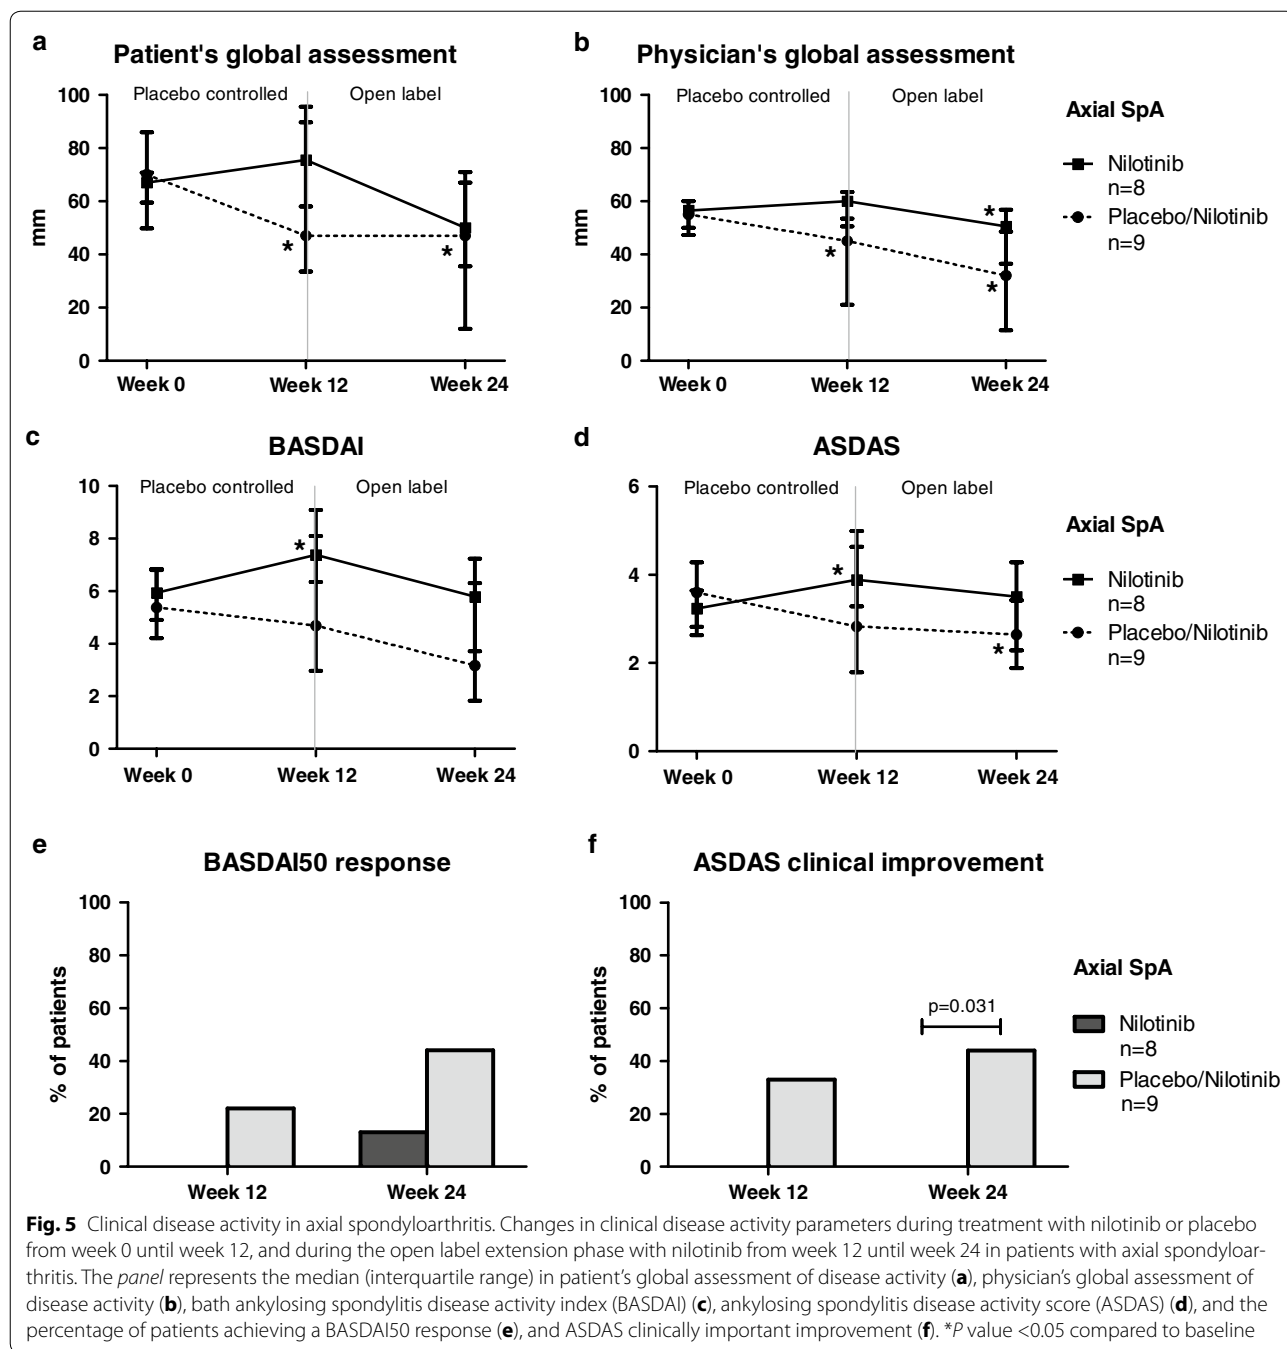 a
Patient's global assessment
Placebo controlled
Open label
100
80
60
40
20
0
mm
*
*
Week 0
Week 12
Week 24
b
Physician's global assessment
Placebo controlled
Open label
100
80
60
40
20
0
mm
*
*
*
Week 0
Week 12
Week 24
Axial SpA
Nilotinib
n=8
Placebo/Nilotinib
n=9
c
BASDAI
Placebo controlled
Open label
10
8
6
4
2
0
*
Week 0
Week 12
Week 24
d
ASDAS
Placebo controlled
Open label
6
4
2
0
*
*
Week 0
Week 12
Week 24
Axial SpA
Nilotinib
n=8
Placebo/Nilotinib
n=9
e
BASDAI50 response
100
80
60
40
20
0
% of patients
Week 12
Week 24
f
ASDAS clinical improvement
100
80
60
40
20
0
% of patients
p=0.031
Week 12
Week 24
Axial SpA
Nilotinib
n=8
Placebo/Nilotinib
n=9
Fig. 5 Clinical disease activity in axial spondyloarthritis. Changes in clinical disease activity parameters during treatment with nilotinib or placebo
from week 0 until week 12, and during the open label extension phase with nilotinib from week 12 until week 24 in patients with axial spondyloar-
thritis. The panel represents the median (interquartile range) in patient's global assessment of disease activity (a), physician's global assessment of
disease activity (b), bath ankylosing spondylitis disease activity index (BASDAI) (c), ankylosing spondylitis disease activity score (ASDAS) (d), and the
percentage of patients achieving a BASDAI50 response (e), and ASDAS clinically important improvement (f). *P value <0.05 compared to baseline